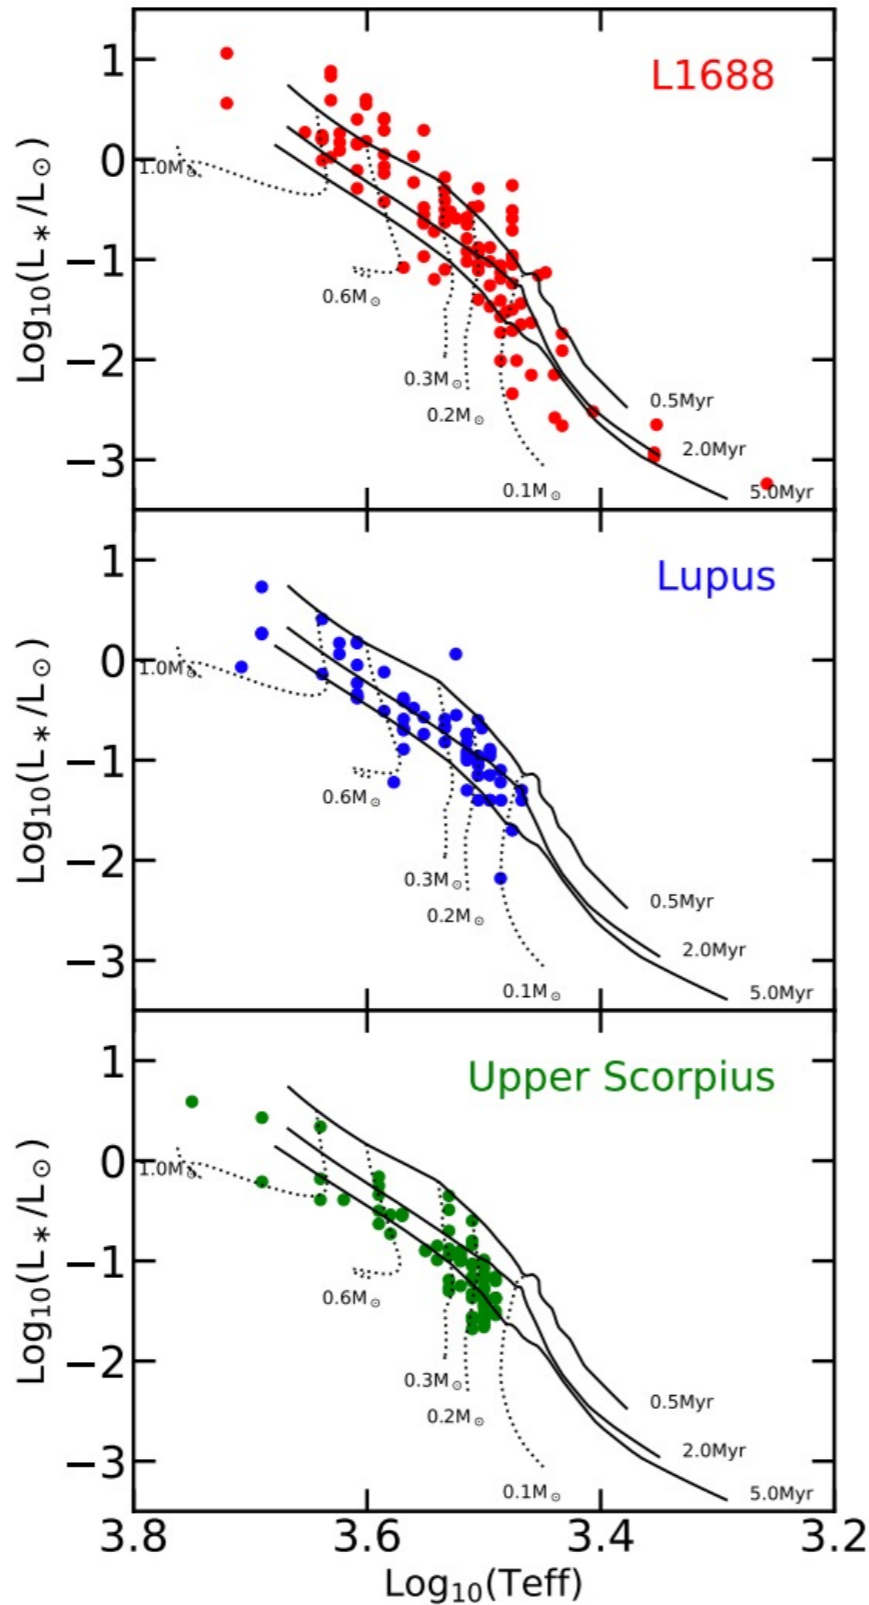 L1688
Log₁₀(L∗/L⊙)
1
0
−1
−2
−3
1.0M⊙
0.6M⊙
0.3M⊙
0.2M⊙
0.1M⊙
0.5Myr
2.0Myr
5.0Myr
Lupus
Log₁₀(L∗/L⊙)
1
0
−1
−2
−3
1.0M⊙
0.6M⊙
0.3M⊙
0.2M⊙
0.1M⊙
0.5Myr
2.0Myr
5.0Myr
Upper Scorpius
Log₁₀(L∗/L⊙)
1
0
−1
−2
−3
1.0M⊙
0.6M⊙
0.3M⊙
0.2M⊙
0.1M⊙
0.5Myr
2.0Myr
5.0Myr
3.8 3.6 3.4 3.2
Log₁₀(Teff)